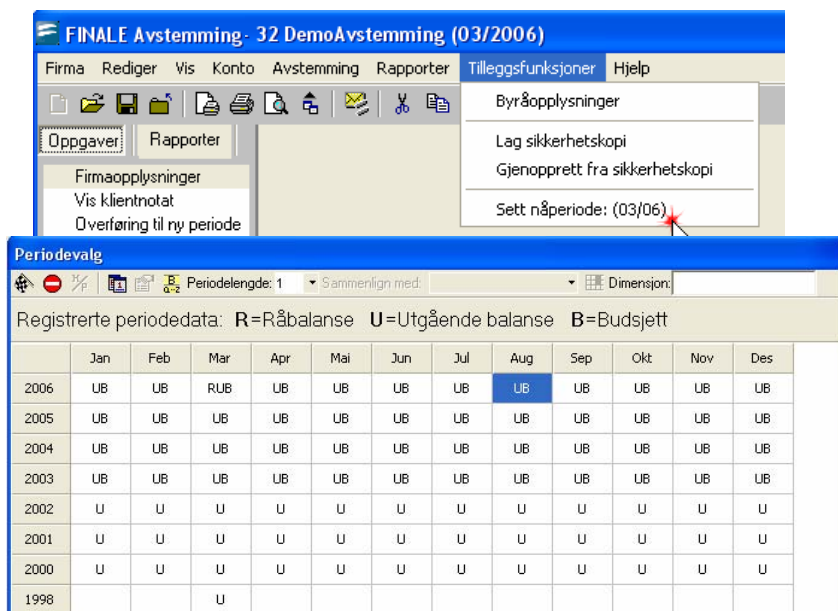 FINALE Avstemming- 32 DemoAvstemming (03/2006)
Firma Rediger Vis Konto Avstemming Rapporter Tilleggsfunksjoner Hjelp
Oppgaver Rapporter
Firmaopplysninger
Vis klientnotat
Overføring til ny periode
Byråopplysninger
Lag sikkerhetskopi
Gjenopprett fra sikkerhetskopi
Sett nåperiode: (03/06)
Periodevalg
Periodelengde: 1 Sammenlign med: Dimensjon:
Registrerte periodedata: R=Råbalanse U=Utgående balanse B=Budsjett
Jan Feb Mar Apr Mai Jun Jul Aug Sep Okt Nov Des
2006 UB UB RUB UB UB UB UB UB UB UB UB UB
2005 UB UB UB UB UB UB UB UB UB UB UB UB
2004 UB UB UB UB UB UB UB UB UB UB UB UB
2003 UB UB UB UB UB UB UB UB UB UB UB UB
2002 U U U U U U U U U U U U
2001 U U U U U U U U U U U U
2000 U U U U U U U U U U U U
1998 U